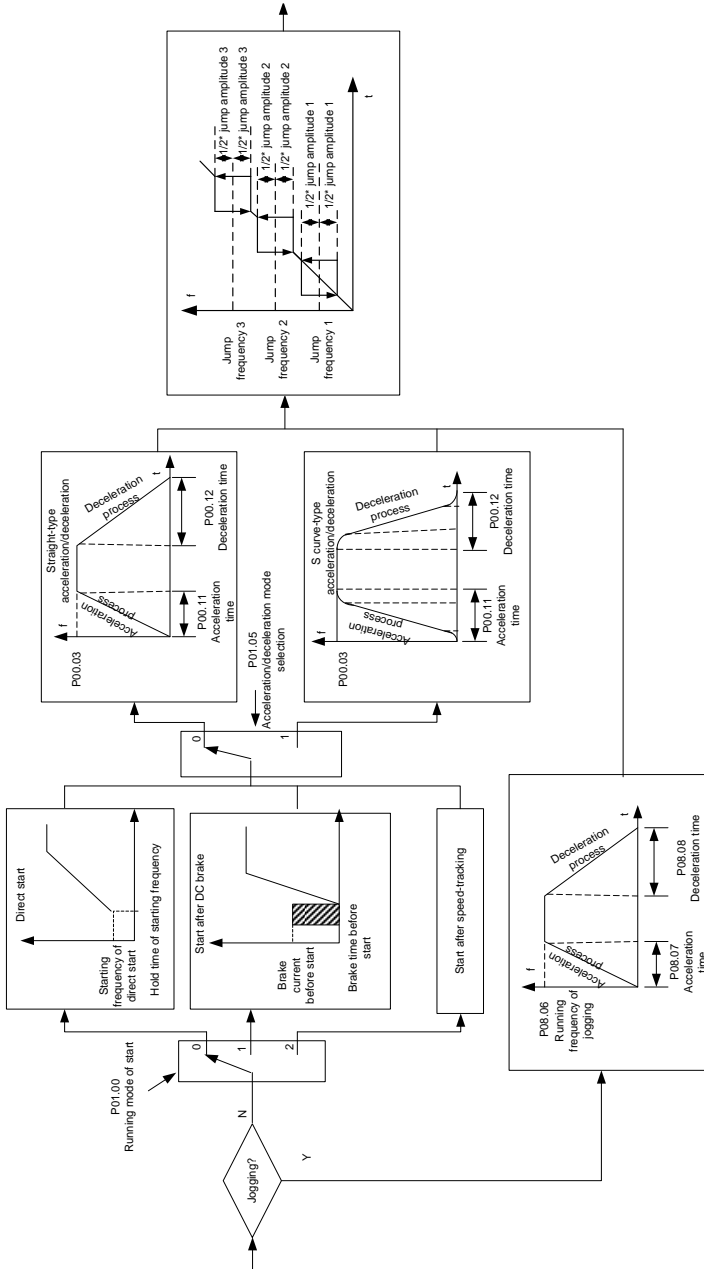 Jogging?
N
Y
P01.00
Running mode of start
0
1
2
Direct start
Starting
frequency of
direct start
Hold time of starting frequency
Start after DC brake
Brake
current
before start
Brake time before
start
Start after speed-tracking
P01.05
Acceleration/deceleration mode
selection
0
1
Straight-type
acceleration/deceleration
f
P00.03
Acceleration
process
Deceleration
process
t
P00.11
Acceleration
time
P00.12
Deceleration time
S curve-type
acceleration/deceleration
f
P00.03
Acceleration
process
Deceleration
process
t
P00.11
Acceleration
time
P00.12
Deceleration time
f
P08.06
Running
frequency of
jogging
Acceleration
process
Deceleration
process
t
P08.07
Acceleration
time
P08.08
Deceleration time
f
Jump
frequency 3
Jump
frequency 2
Jump
frequency 1
1/2* jump amplitude 3
1/2* jump amplitude 3
1/2* jump amplitude 2
1/2* jump amplitude 2
1/2* jump amplitude 1
1/2* jump amplitude 1
t